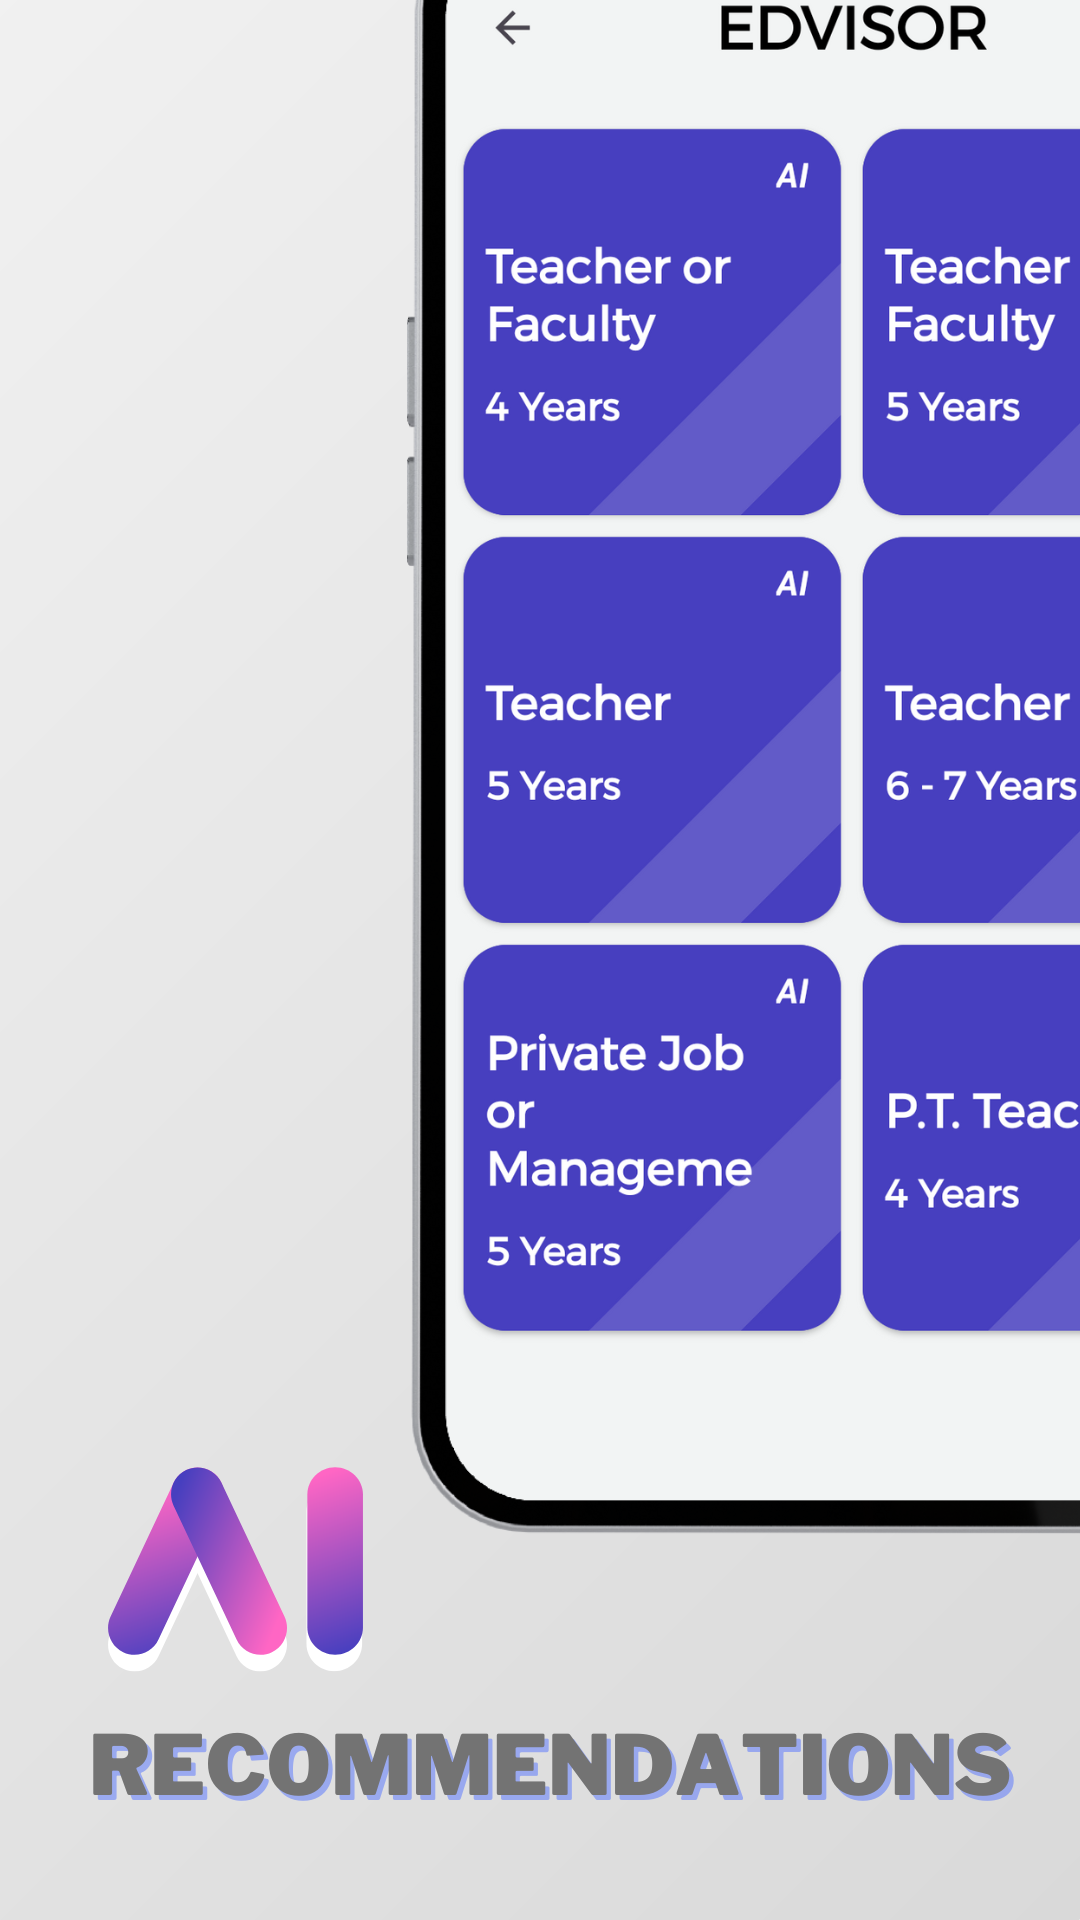 EDVISOR
AI
Teacher or
Faculty
4 Years
Teacher
Faculty
5 Years
AI
Teacher
5 Years
Teacher
6 - 7 Years
AI
Private Job
or
Manageme
5 Years
P.T. Teac
4 Years
AI
RECOMMENDATIONS